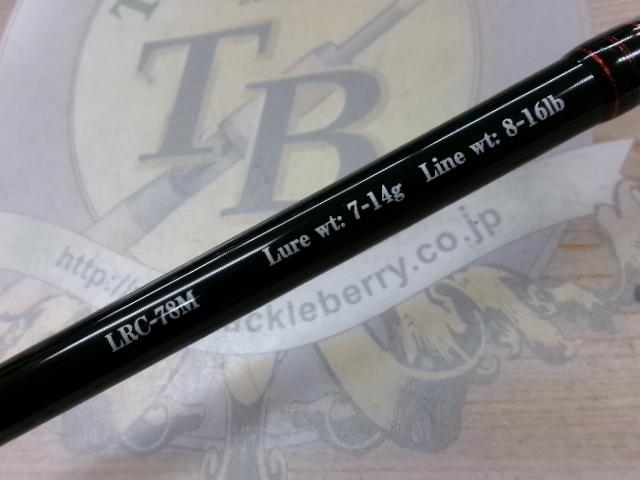 TB
LRC-78M Lure wt: 7-14g Line wt: 8-16lb
http://
ackleberry.co.jp